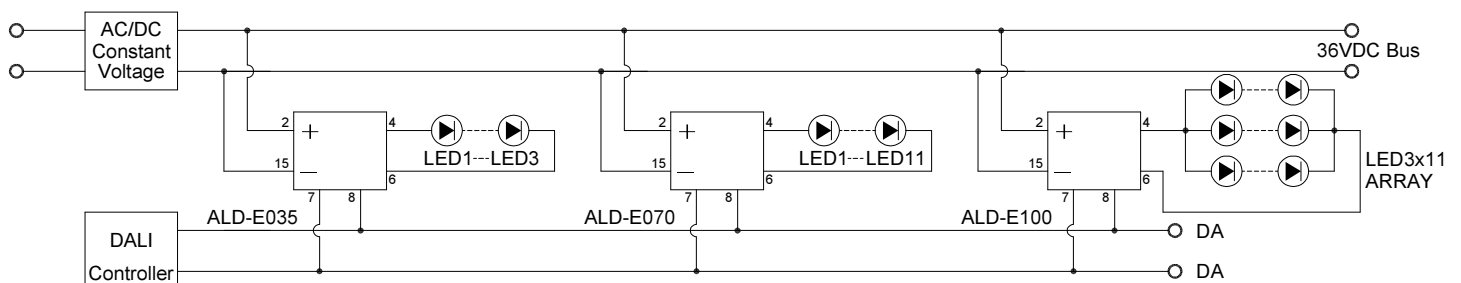 AC/DC
Constant
Voltage
36VDC Bus
2 + 4
15 — 6
7 8
LED1---LED3
ALD-E035
2 + 4
15 — 6
7 8
LED1---LED11
ALD-E070
2 + 4
15 — 6
7 8
LED3x11
ARRAY
ALD-E100
DALI
Controller
DA
DA